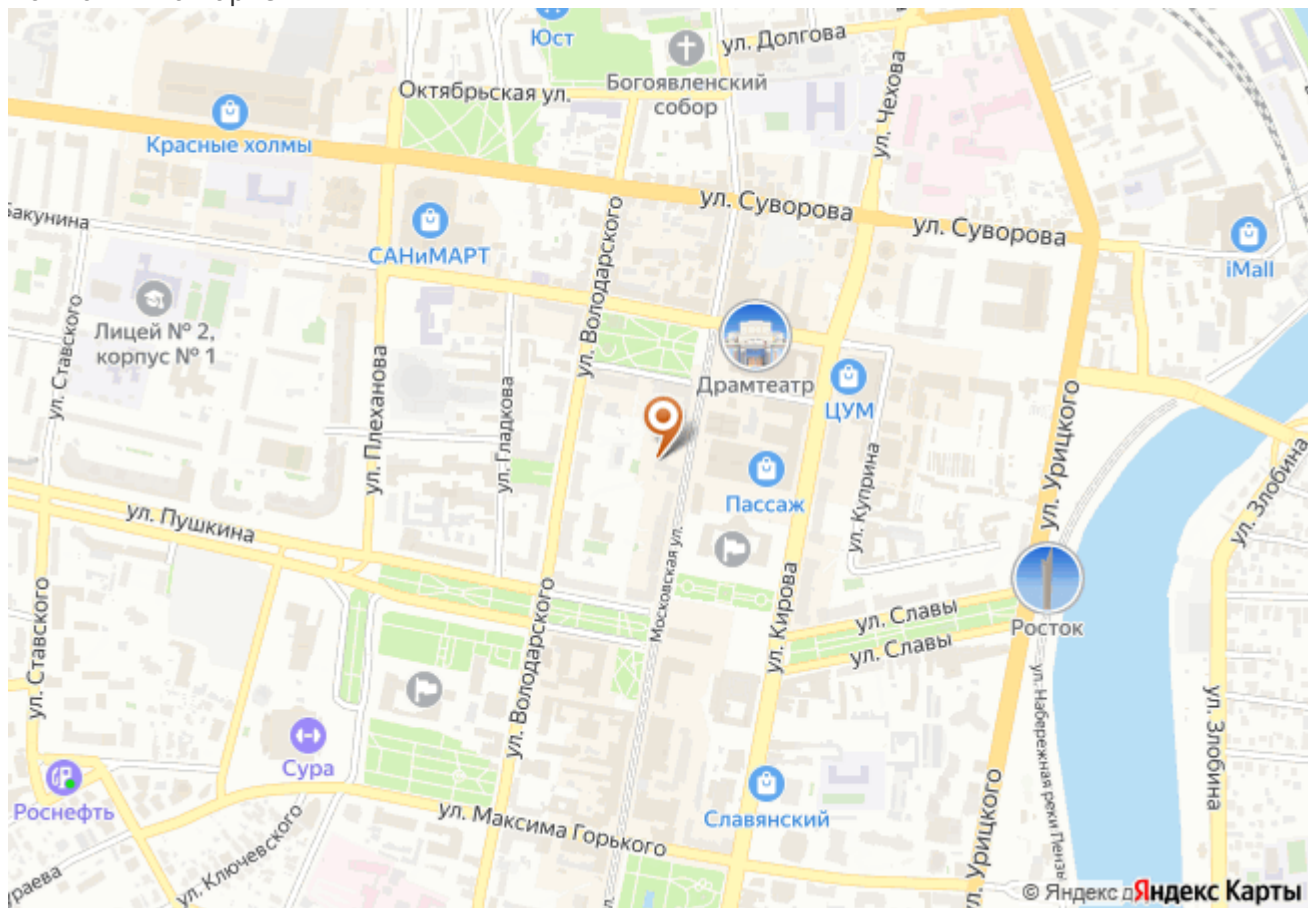 Юст
ул. Долгова
Богоявленский
собор
Октябрьская ул.
ул. Чехова
Красные холмы
ул. Суворова
ул. Суворова
Бакунина
САНиМАРТ
ул. Володарского
iMall
Лицей № 2,
корпус № 1
ул. Ставского
ул. Плеханова
ул. Гладкова
Драмтеатр
ЦУМ
ул. Урицкого
ул. Злобина
Пассаж
ул. Куприна
ул. Пушкина
Московская ул.
ул. Кирова
ул. Славы
ул. Славы
Росток
ул. Ставского
ул. Володарского
ул. Набережная реки Пензы
ул. Злобина
Сура
Роснефть
Славянский
ул. Максима Горького
ул. Урицкого
ул. Ключевского
ураева
© Яндекс
Яндекс Карты